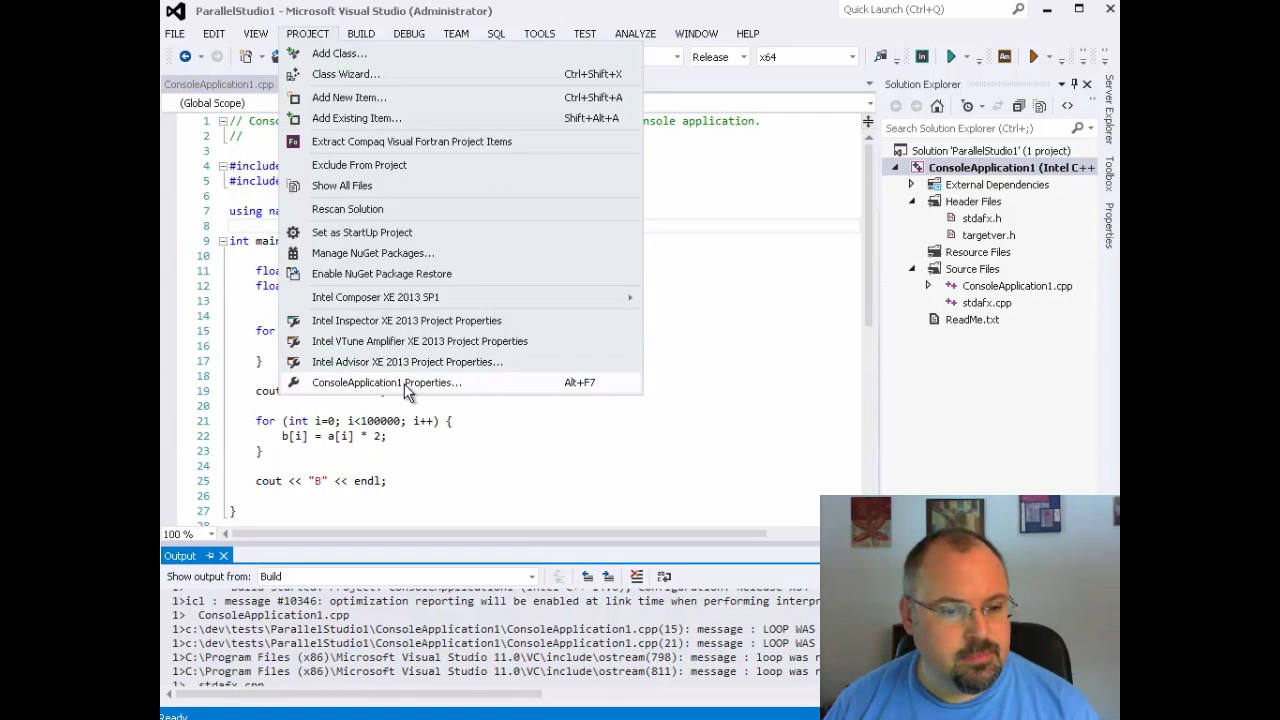 ParallelStudio1 - Microsoft Visual Studio (Administrator)
Quick Launch (Ctrl+Q)
FILE EDIT VIEW PROJECT BUILD DEBUG TEAM SQL TOOLS TEST ANALYZE WINDOW HELP
Release x64
ConsoleApplication1.cpp
(Global Scope)
Add Class...
Class Wizard... Ctrl+Shift+X
Add New Item... Ctrl+Shift+A
Add Existing Item... Shift+Alt+A
Extract Compaq Visual Fortran Project Items
Exclude From Project
Show All Files
Rescan Solution
Set as StartUp Project
Manage NuGet Packages...
Enable NuGet Package Restore
Intel Composer XE 2013 SP1
Intel Inspector XE 2013 Project Properties
Intel VTune Amplifier XE 2013 Project Properties
Intel Advisor XE 2013 Project Properties...
ConsoleApplication1 Properties... Alt+F7
1 // Conso nsole application.
2 //
3
4 #include
5 #include
6
7 using na
8
9 int main
10
11 floa
12 floa
13
14
15 for
16
17 }
18
19 cout
20
21 for (int i=0; i<100000; i++) {
22 b[i] = a[i] * 2;
23 }
24
25 cout << "B" << endl;
26
27 }
28
100 %
Solution Explorer
Search Solution Explorer (Ctrl+;)
Solution 'ParallelStudio1' (1 project)
ConsoleApplication1 (Intel C++
External Dependencies
Header Files
stdafx.h
targetver.h
Resource Files
Source Files
ConsoleApplication1.cpp
stdafx.cpp
ReadMe.txt
Server Explorer
Toolbox
Properties
Output
Show output from: Build
1>icl : message #10346: optimization reporting will be enabled at link time when performing interpr
1> ConsoleApplication1.cpp
1>c:\dev\tests\ParallelStudio1\ConsoleApplication1\ConsoleApplication1.cpp(15): message : LOOP WAS
1>c:\dev\tests\ParallelStudio1\ConsoleApplication1\ConsoleApplication1.cpp(21): message : LOOP WAS
1>C:\Program Files (x86)\Microsoft Visual Studio 11.0\VC\include\ostream(798): message : loop was n
1>C:\Program Files (x86)\Microsoft Visual Studio 11.0\VC\include\ostream(811): message : loop was n
1> stdafx.cpp
Ready